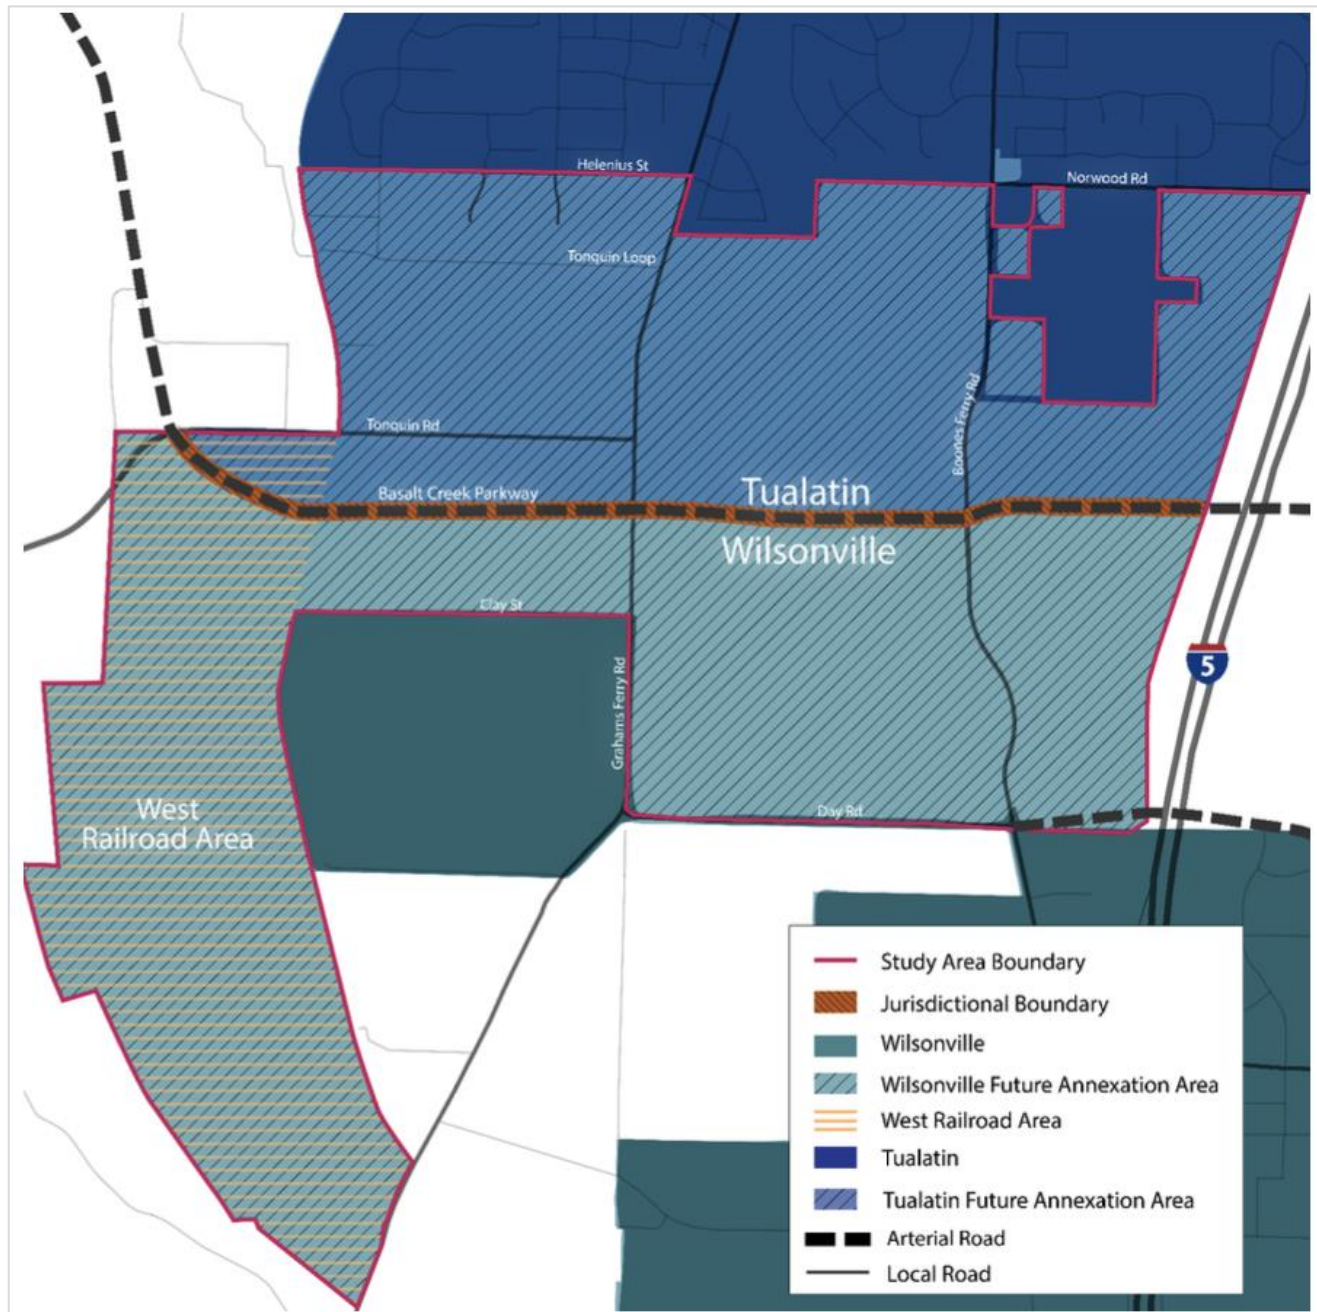 Helenius St
Norwood Rd
Tonquin Loop
Boones Ferry Rd
Tonquin Rd
Basalt Creek Parkway
Tualatin
Wilsonville
Clay St
Grahams Ferry Rd
5
West
Railroad Area
Day Rd
Study Area Boundary
Jurisdictional Boundary
Wilsonville
Wilsonville Future Annexation Area
West Railroad Area
Tualatin
Tualatin Future Annexation Area
Arterial Road
Local Road